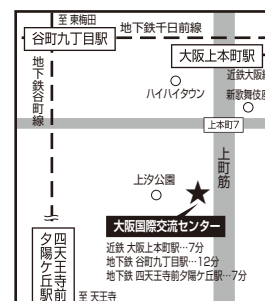 至 東梅田
地下鉄千日前線
谷町九丁目駅
大阪上本町駅
近鉄大阪線
地下鉄谷町線
ハイハイタウン
新歌舞伎座
上本町7
上町筋
上汐公園
大阪国際交流センター
近鉄 大阪上本町駅…7分
地下鉄 谷町九丁目駅…12分
地下鉄 四天王寺前夕陽ケ丘駅…7分
四天王寺前
夕陽ケ丘駅
至 天王寺